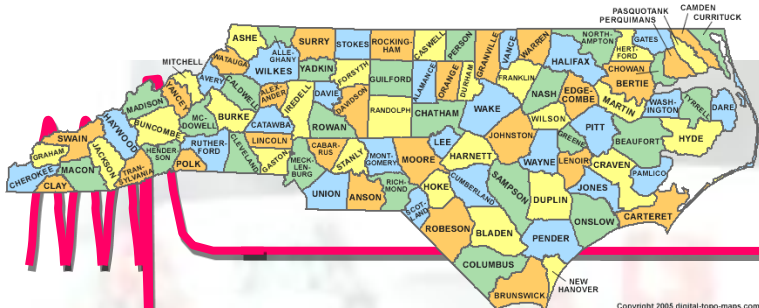 PASQUOTANK
CAMDEN
PERQUIMANS
CURRITUCK
ASHE
ALLE-
GHANY
SURRY
STOKES
ROCKING-
HAM
CASWELL
PERSON
GRANVILLE
VANCE
WARREN
NORTH-
AMPTON
HERT-
FORD
GATES
MITCHELL
WATAUGA
WILKES
YADKIN
FORSYTH
GUILFORD
ALAMANCE
ORANGE
DURHAM
FRANKLIN
HALIFAX
CHOWAN
BERTIE
AVERY
CALDWELL
ALEX-
ANDER
IREDELL
DAVIE
DAVIDSON
RANDOLPH
CHATHAM
WAKE
NASH
EDGE-
COMBE
MARTIN
WASH-
INGTON
TYRRELL
DARE
MADISON
YANCEY
MC-
DOWELL
BURKE
CATAWBA
ROWAN
WILSON
PITT
BEAUFORT
HYDE
HAYWOOD
BUNCOMBE
RUTHER-
FORD
CLEVELAND
LINCOLN
GASTON
MECK-
LEN-
BURG
CABAR-
RUS
STANLY
MONT-
GOMERY
MOORE
LEE
HARNETT
JOHNSTON
WAYNE
GREENE
LENOIR
CRAVEN
PAMLICO
SWAIN
GRAHAM
CHEROKEE
CLAY
MACON
JACKSON
TRAN-
SYLVANIA
HENDER-
SON
POLK
UNION
ANSON
RICH-
MOND
SCOT-
LAND
HOKE
CUMBERLAND
SAMPSON
DUPLIN
JONES
ONSLOW
CARTERET
ROBESON
BLADEN
PENDER
COLUMBUS
BRUNSWICK
NEW
HANOVER
Copyright 2005 digital-topo-maps.com